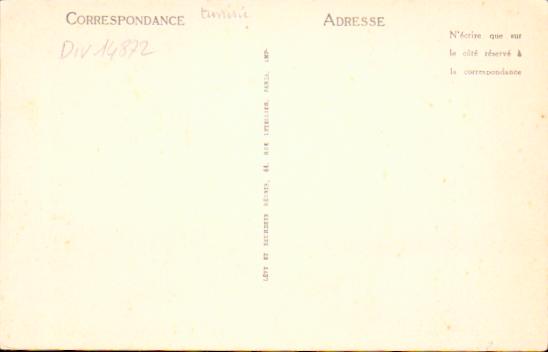 CORRESPONDANCE
tunisie
ADRESSE
Div 14872
N'écrire que sur
le côté réservé à
la correspondance
LÉVY ET NEURDEIN RÉUNIS, 44, RUE LETELLIER, PARIS, IMP.